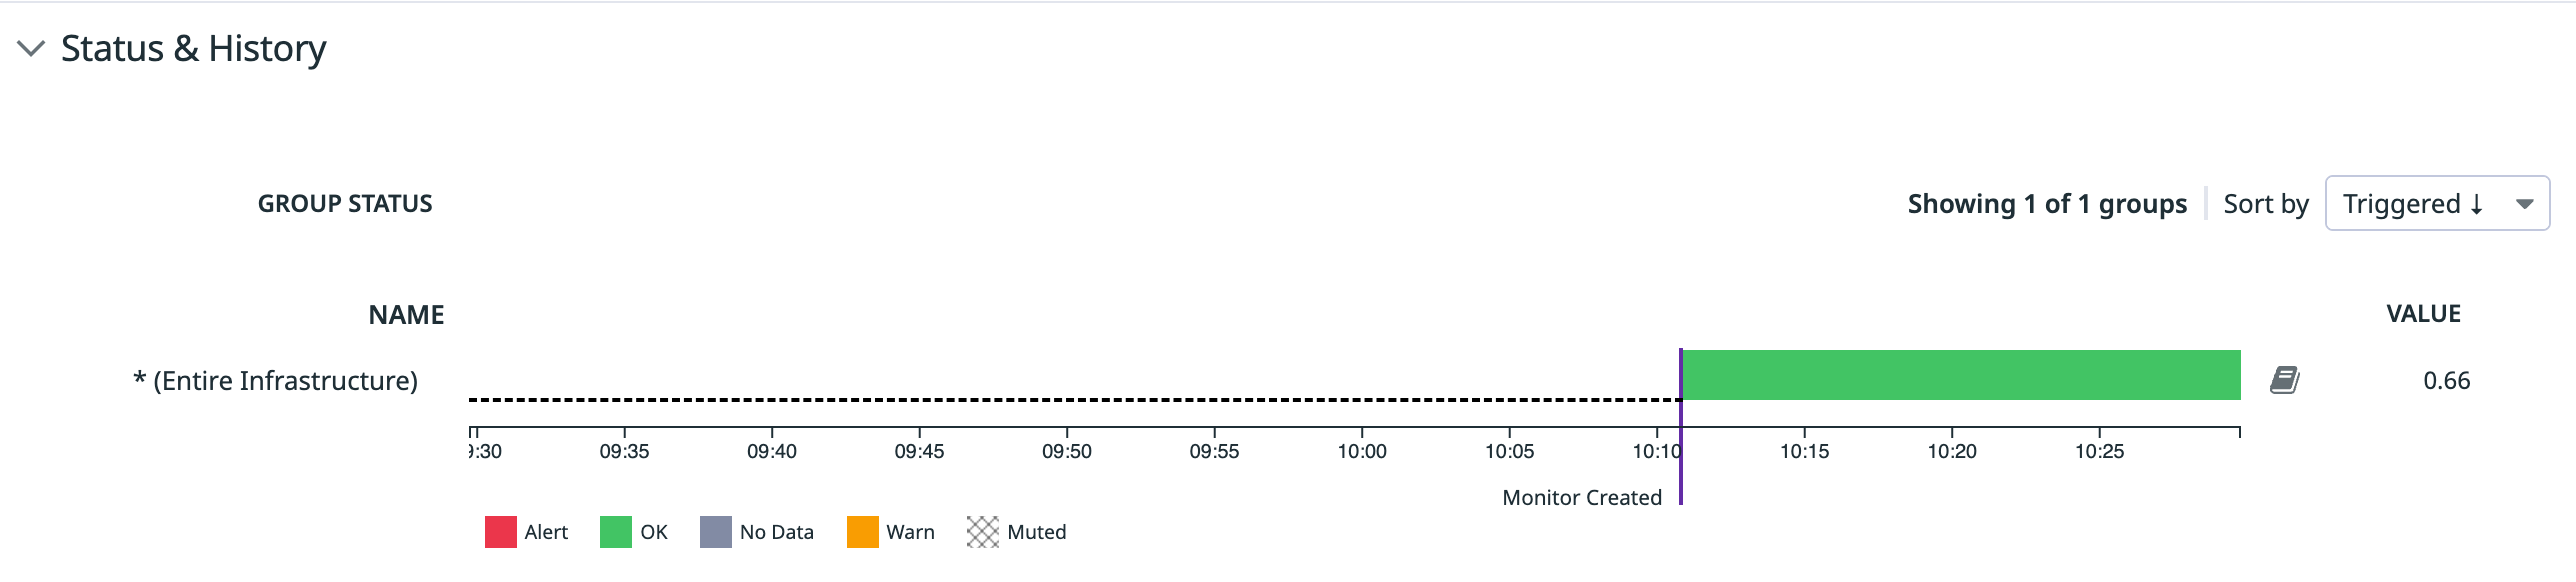 Status & History
GROUP STATUS
Showing 1 of 1 groups
Sort by
Triggered ↓
NAME
VALUE
* (Entire Infrastructure)
0.66
9:30 09:35 09:40 09:45 09:50 09:55 10:00 10:05 10:10 10:15 10:20 10:25
Monitor Created
Alert OK No Data Warn Muted